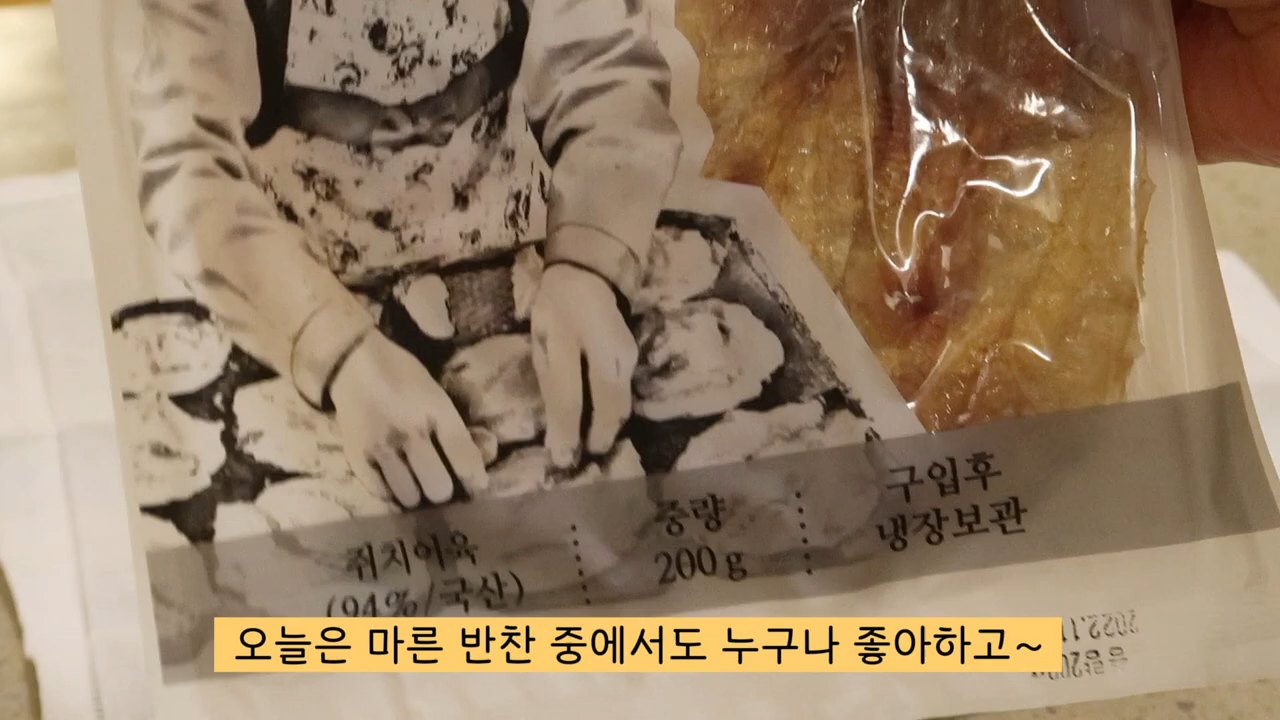 쥐치어육
(94%/국산)
중량
200g
구입후
냉장보관
오늘은 마른 반찬 중에서도 누구나 좋아하고~